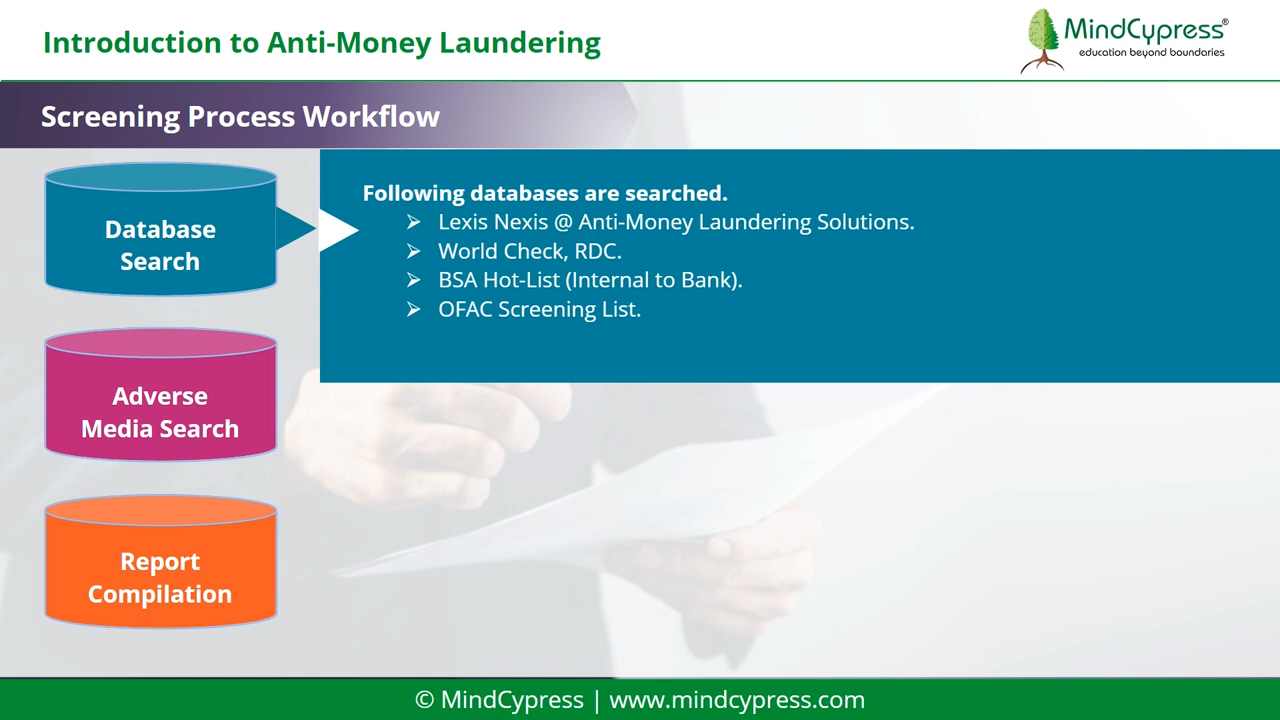 Introduction to Anti-Money Laundering
MindCypress®
education beyond boundaries
Screening Process Workflow
Database
Search
Following databases are searched.
➢ Lexis Nexis @ Anti-Money Laundering Solutions.
➢ World Check, RDC.
➢ BSA Hot-List (Internal to Bank).
➢ OFAC Screening List.
Adverse
Media Search
Report
Compilation
© MindCypress | www.mindcypress.com